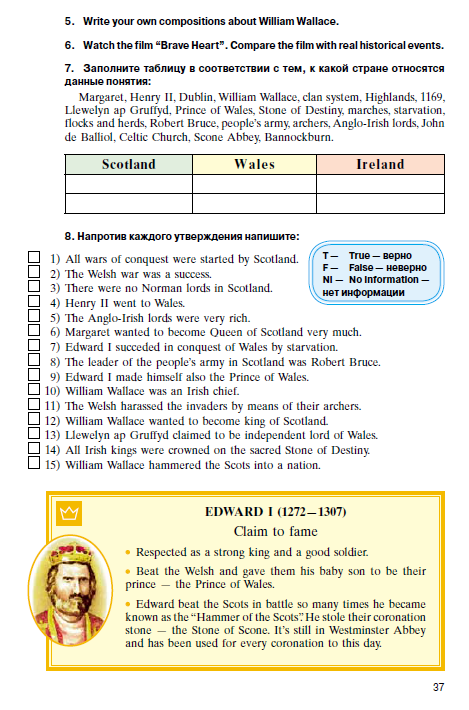 5. Write your own compositions about William Wallace.
6. Watch the film “Brave Heart”. Compare the film with real historical events.
7. Заполните таблицу в соответствии с тем, к какой стране относятся
данные понятия:
Margaret, Henry II, Dublin, William Wallace, clan system, Highlands, 1169,
Llewelyn ap Gruffyd, Prince of Wales, Stone of Destiny, marches, starvation,
flocks and herds, Robert Bruce, people’s army, archers, Anglo-Irish lords, John
de Balliol, Celtic Church, Scone Abbey, Bannockburn.
Scotland Wales Ireland
8. Напротив каждого утверждения напишите:
T — True — верно
F — False — неверно
NI — No Information —
нет информации
1) All wars of conquest were started by Scotland.
2) The Welsh war was a success.
3) There were no Norman lords in Scotland.
4) Henry II went to Wales.
5) The Anglo-Irish lords were very rich.
6) Margaret wanted to become Queen of Scotland very much.
7) Edward I succeded in conquest of Wales by starvation.
8) The leader of the people’s army in Scotland was Robert Bruce.
9) Edward I made himself also the Prince of Wales.
10) William Wallace was an Irish chief.
11) The Welsh harassed the invaders by means of their archers.
12) William Wallace wanted to become king of Scotland.
13) Llewelyn ap Gruffyd claimed to be independent lord of Wales.
14) All Irish kings were crowned on the sacred Stone of Destiny.
15) William Wallace hammered the Scots into a nation.
EDWARD I (1272—1307)
Claim to fame
• Respected as a strong king and a good soldier.
• Beat the Welsh and gave them his baby son to be their
prince — the Prince of Wales.
• Edward beat the Scots in battle so many times he became
known as the “Hammer of the Scots”. He stole their coronation
stone — the Stone of Scone. It’s still in Westminster Abbey
and has been used for every coronation to this day.
37